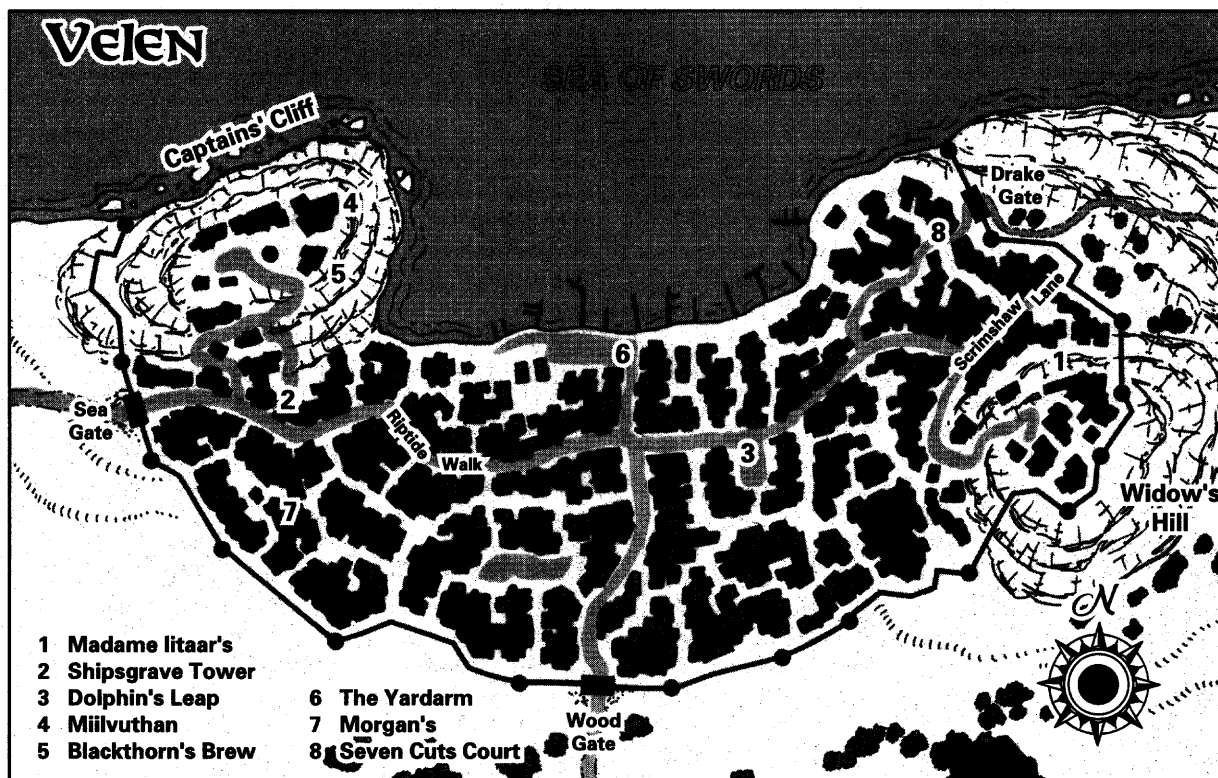 Velen
SEA OF SWORDS
Captains' Cliff
4
Drake
Gate
8
5
Scrimshaw Lane
6
1
Sea
Gate
2
Riptide
Walk
3
Widow's
Hill
7
N
1 Madame Iitaar's
2 Shipsgrave Tower
3 Dolphin's Leap
4 Miilvuthan
5 Blackthorn's Brew
6 The Yardarm
7 Morgan's
8 Seven Cuts Court
Wood
Gate